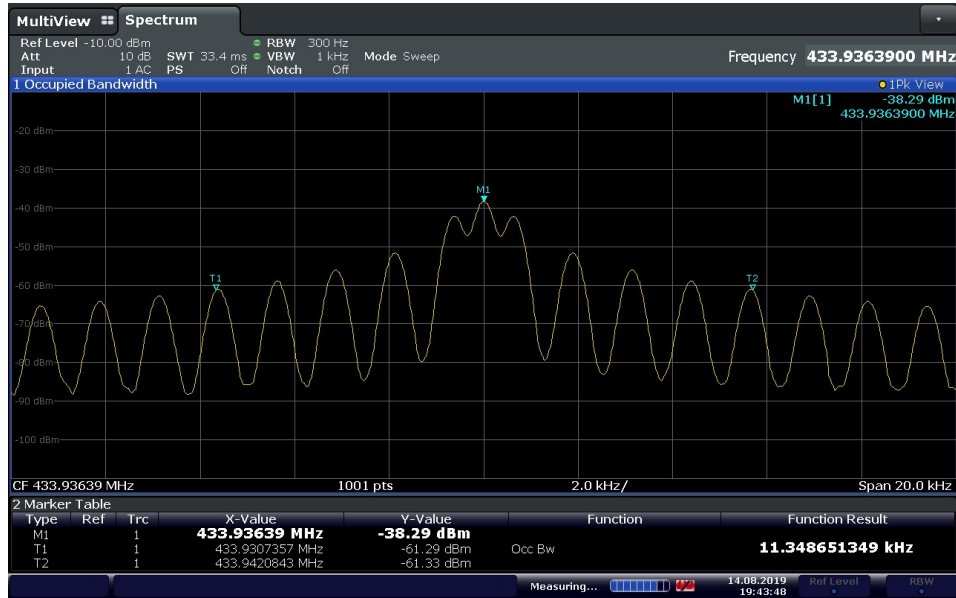 MultiView Spectrum
Ref Level -10.00 dBm RBW 300 Hz
Att 10 dB SWT 33.4 ms VBW 1 kHz Mode Sweep Frequency 433.9363900 MHz
Input 1 AC PS Off Notch Off
1 Occupied Bandwidth 1Pk View
M1[1] -38.29 dBm
433.9363900 MHz
-20 dBm
-30 dBm
M1
-40 dBm
-50 dBm
T1 T2
-60 dBm
-70 dBm
-80 dBm
-90 dBm
-100 dBm
CF 433.93639 MHz 1001 pts 2.0 kHz/ Span 20.0 kHz
2 Marker Table
Type Ref Trc X-Value Y-Value Function Function Result
M1 1 433.93639 MHz -38.29 dBm
T1 1 433.9307357 MHz -61.29 dBm Occ Bw 11.348651349 kHz
T2 1 433.9420843 MHz -61.33 dBm
Measuring... 14.08.2019 Ref Level RBW
19:43:48